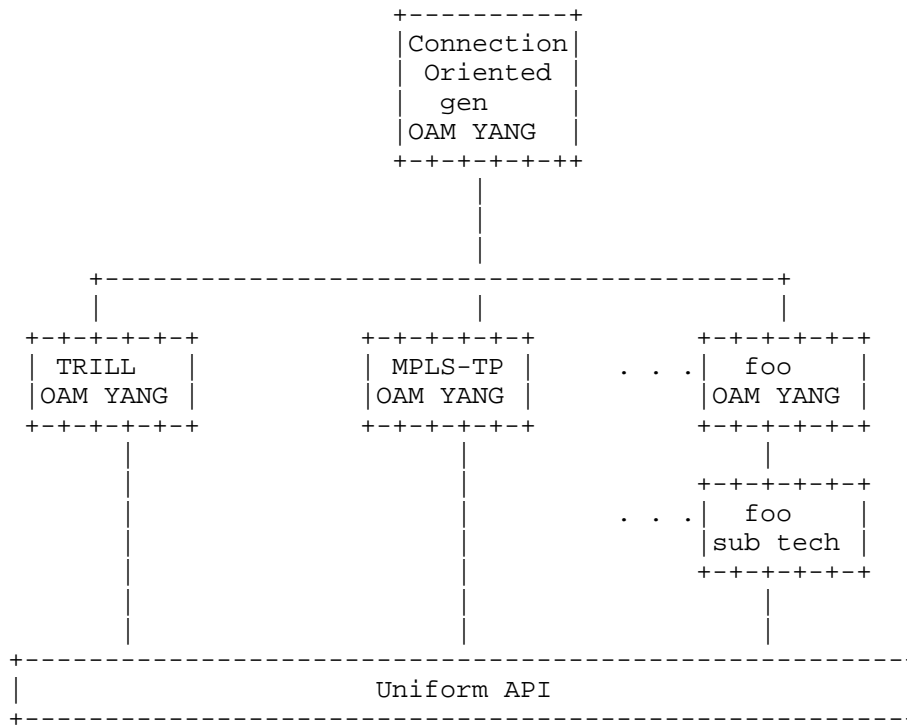 Connection
Oriented
gen
OAM YANG
TRILL MPLS-TP . . . foo
OAM YANG OAM YANG OAM YANG
. . . foo
sub tech
Uniform API